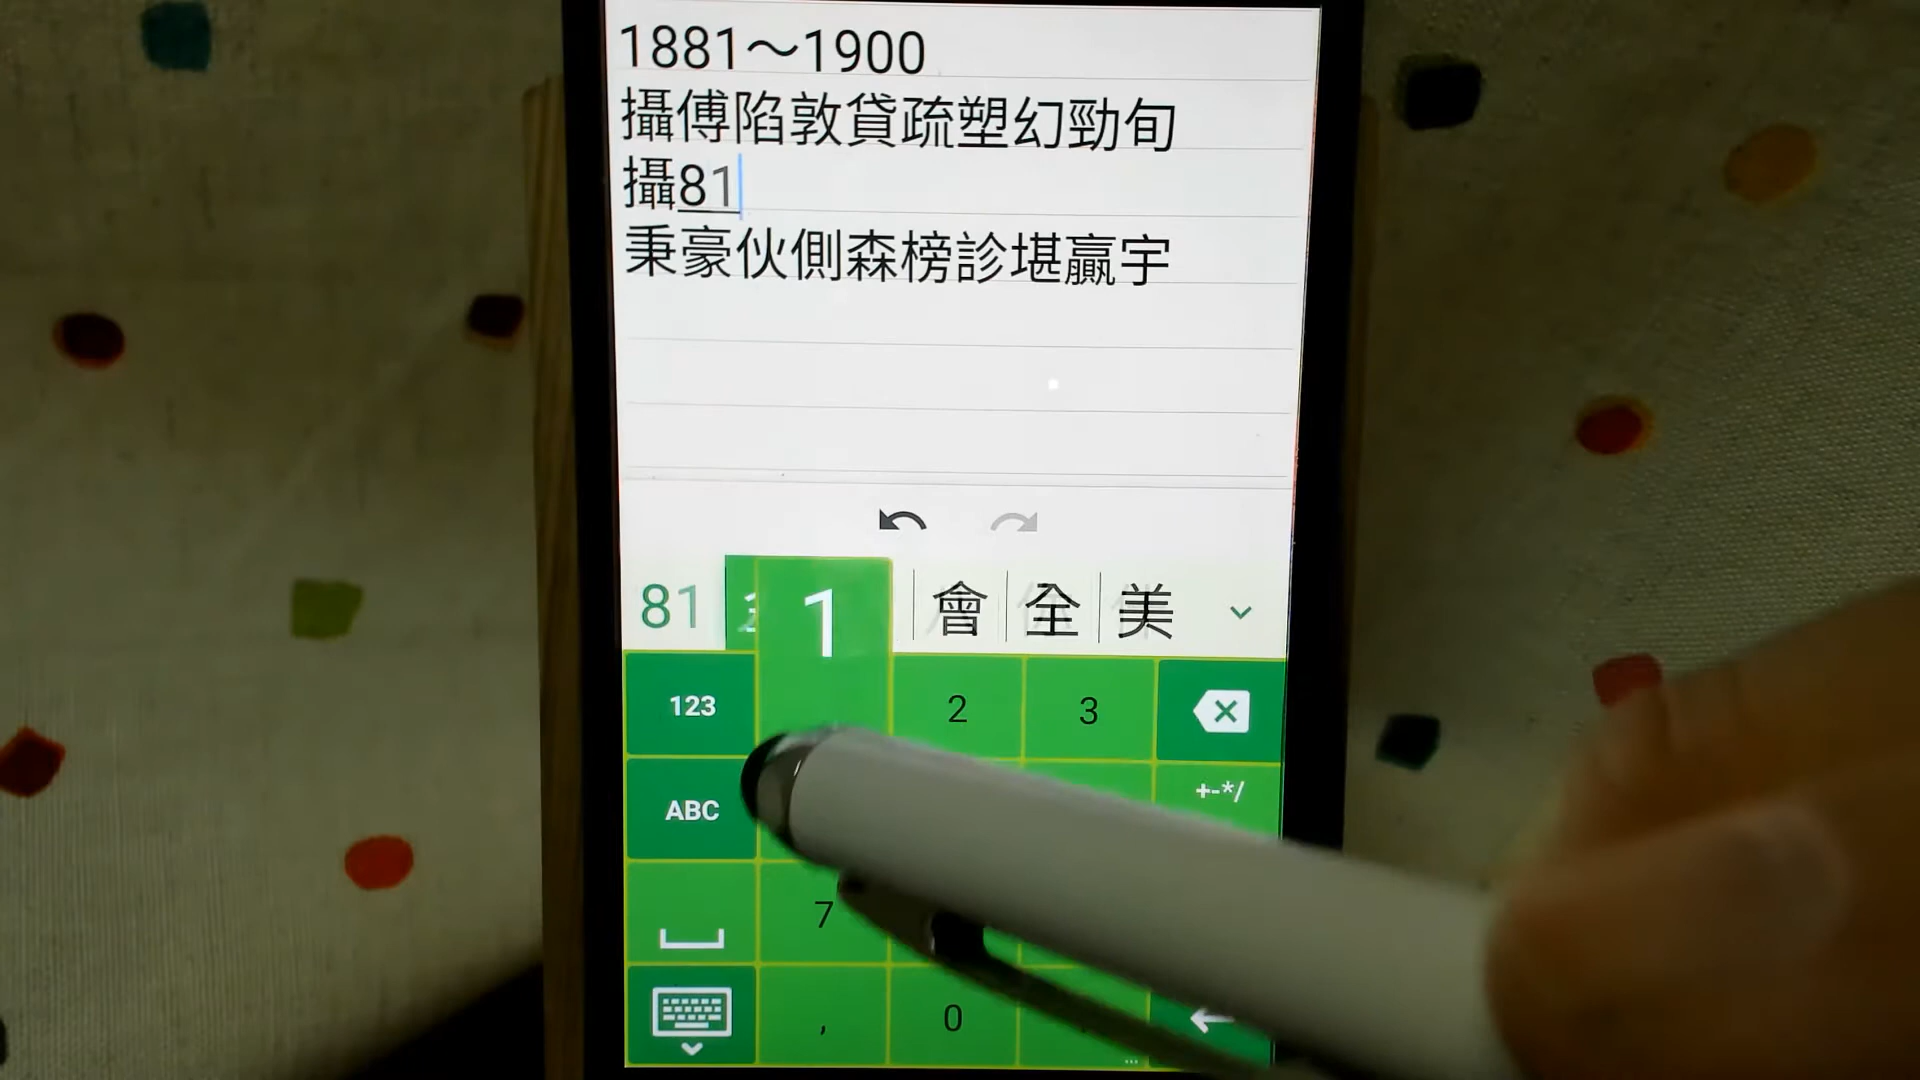 1881～1900
攝傅陷敦貸疏塑幻勁旬
攝81
秉豪伙側森榜診堪贏宇
81 會 全 美
1
123 2 3
ABC +-*/
7
, 0